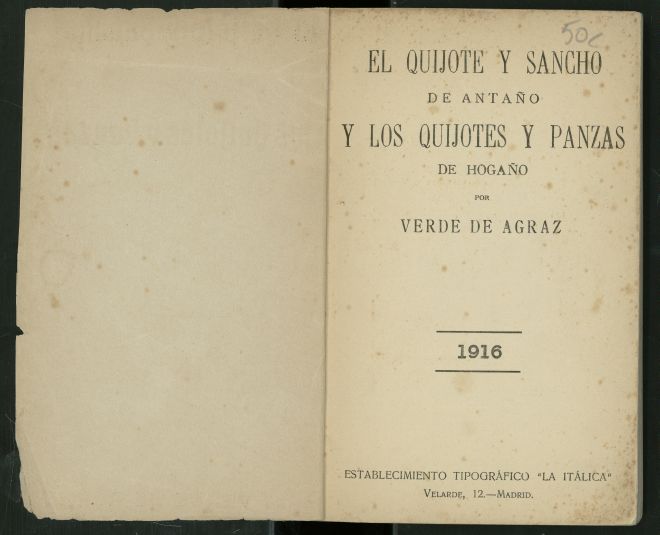 50c
EL QUIJOTE Y SANCHO
DE ANTAÑO
Y LOS QUIJOTES Y PANZAS
DE HOGAÑO
POR
VERDE DE AGRAZ
1916
ESTABLECIMIENTO TIPOGRÁFICO "LA ITÁLICA"
VELARDE, 12.—MADRID.